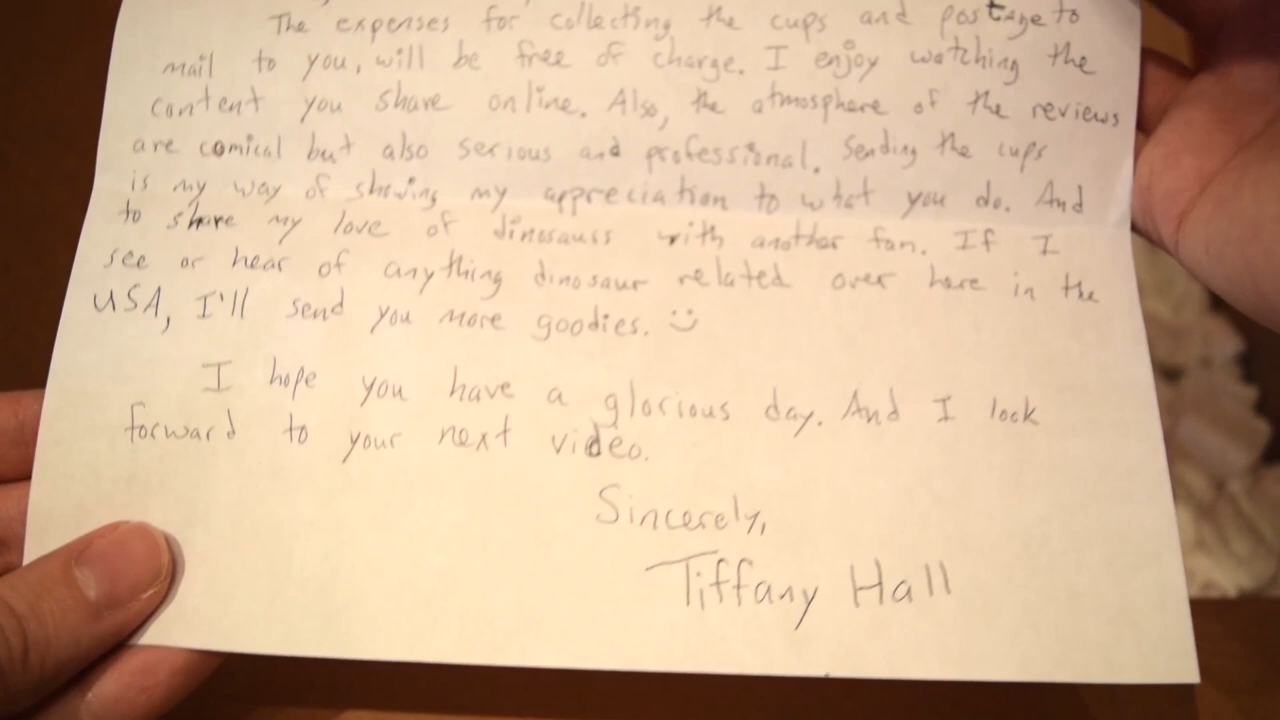 The expenses for collecting the cups and postage to
mail to you, will be free of charge. I enjoy watching the
content you share online. Also, the atmosphere of the reviews
are comical but also serious and professional. Sending the cups
is my way of showing my appreciation to what you do. And
to share my love of dinosaurs with another fan. If I
see or hear of anything dinosaur related over here in the
USA, I'll send you more goodies. :)
I hope you have a glorious day. And I look
forward to your next video.
Sincerely,
Tiffany Hall